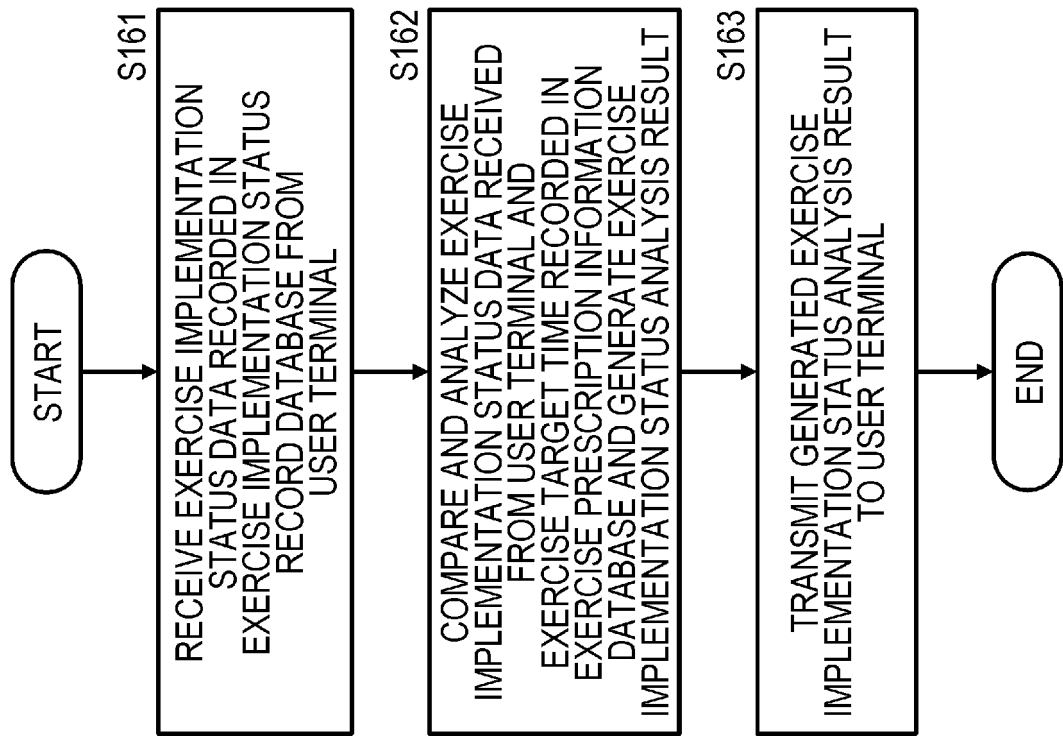 START
S161
RECEIVE EXERCISE IMPLEMENTATION
STATUS DATA RECORDED IN
EXERCISE IMPLEMENTATION STATUS
RECORD DATABASE FROM
USER TERMINAL
S162
COMPARE AND ANALYZE EXERCISE
IMPLEMENTATION STATUS DATA RECEIVED
FROM USER TERMINAL AND
EXERCISE TARGET TIME RECORDED IN
EXERCISE PRESCRIPTION INFORMATION
DATABASE AND GENERATE EXERCISE
IMPLEMENTATION STATUS ANALYSIS RESULT
S163
TRANSMIT GENERATED EXERCISE
IMPLEMENTATION STATUS ANALYSIS RESULT
TO USER TERMINAL
END